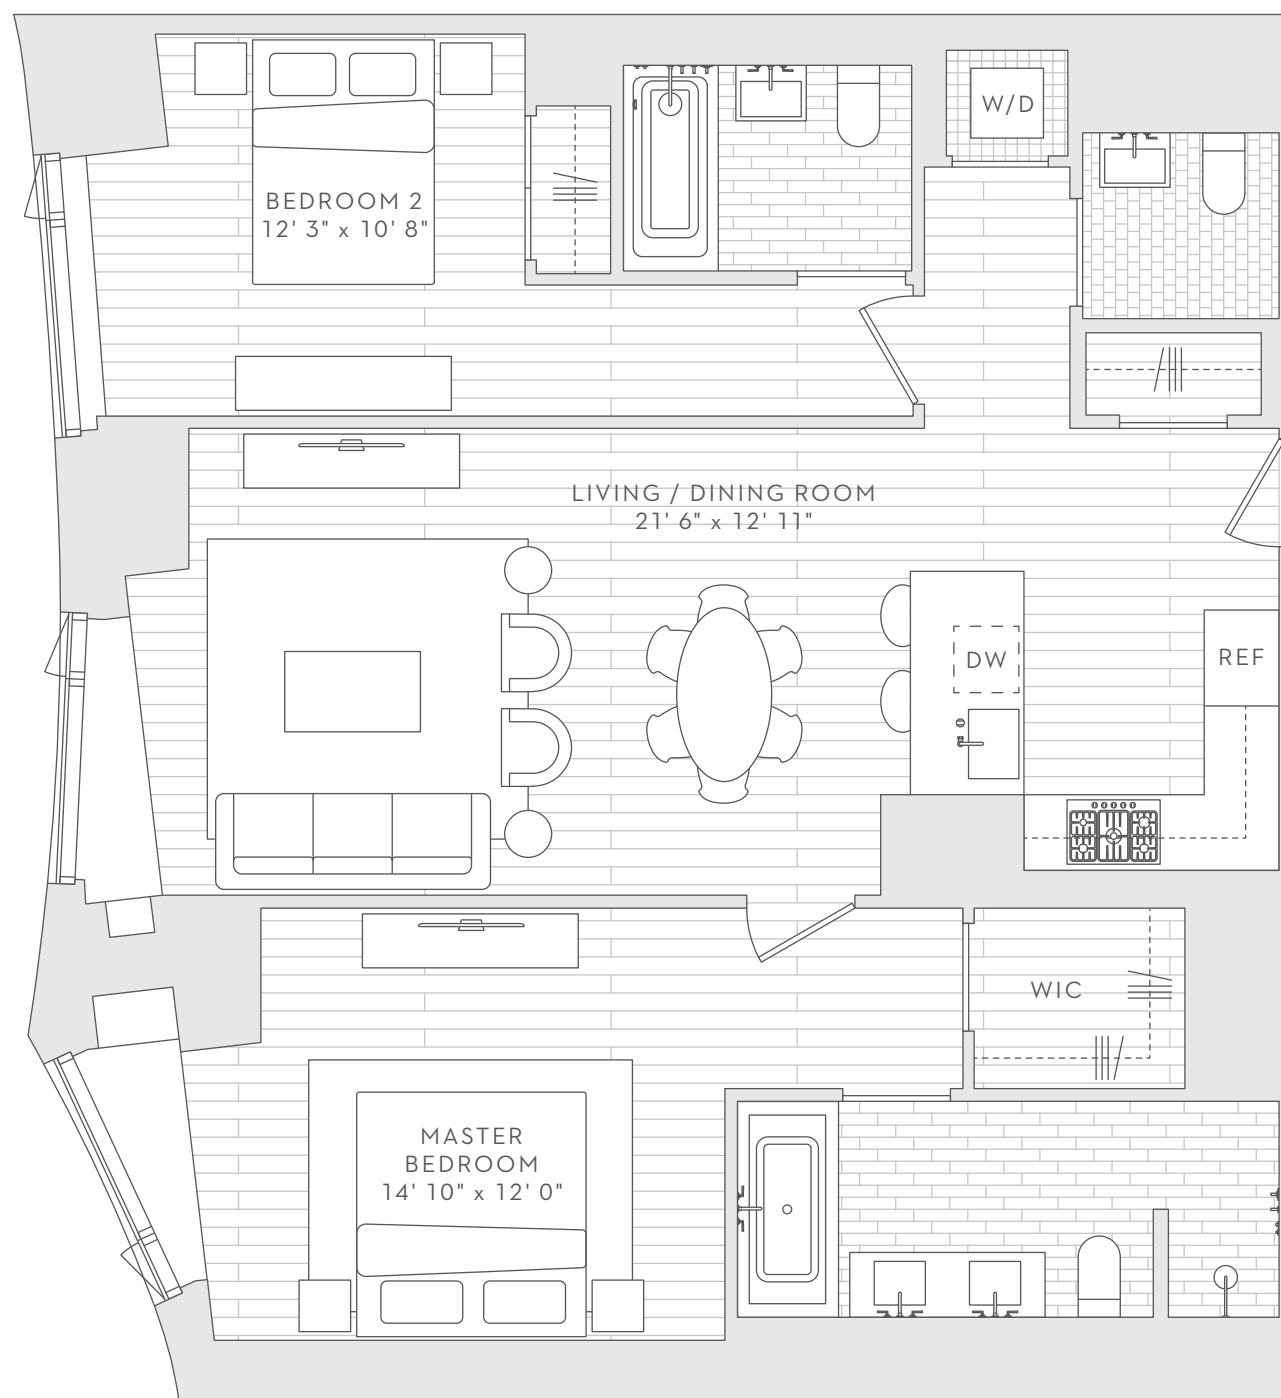 W/D
BEDROOM 2
12' 3" x 10' 8"
LIVING / DINING ROOM
21' 6" x 12' 11"
DW
REF
WIC
MASTER
BEDROOM
14' 10" x 12' 0"